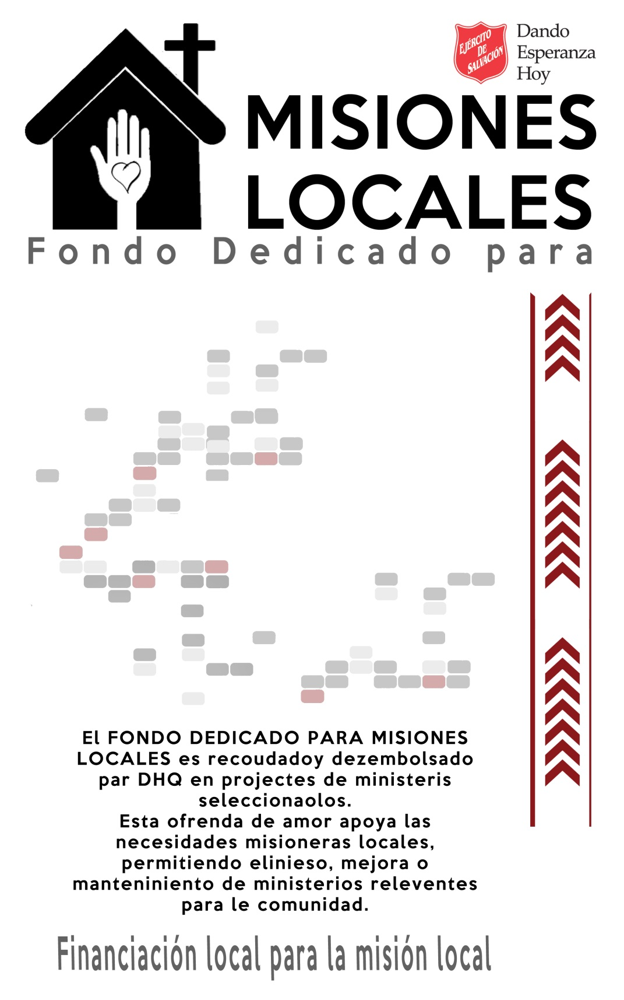 EJÉRCITO
DE
SALVACIÓN
Dando
Esperanza
Hoy
MISIONES
LOCALES
Fondo Dedicado para
El FONDO DEDICADO PARA MISIONES
LOCALES es recoudadoy dezembolsado
par DHQ en projectes de ministeris
seleccionaolos.
Esta ofrenda de amor apoya las
necesidades misioneras locales,
permitiendo elinieso, mejora o
manteniniento de ministerios releventes
para le comunidad.
Financiación local para la misión local